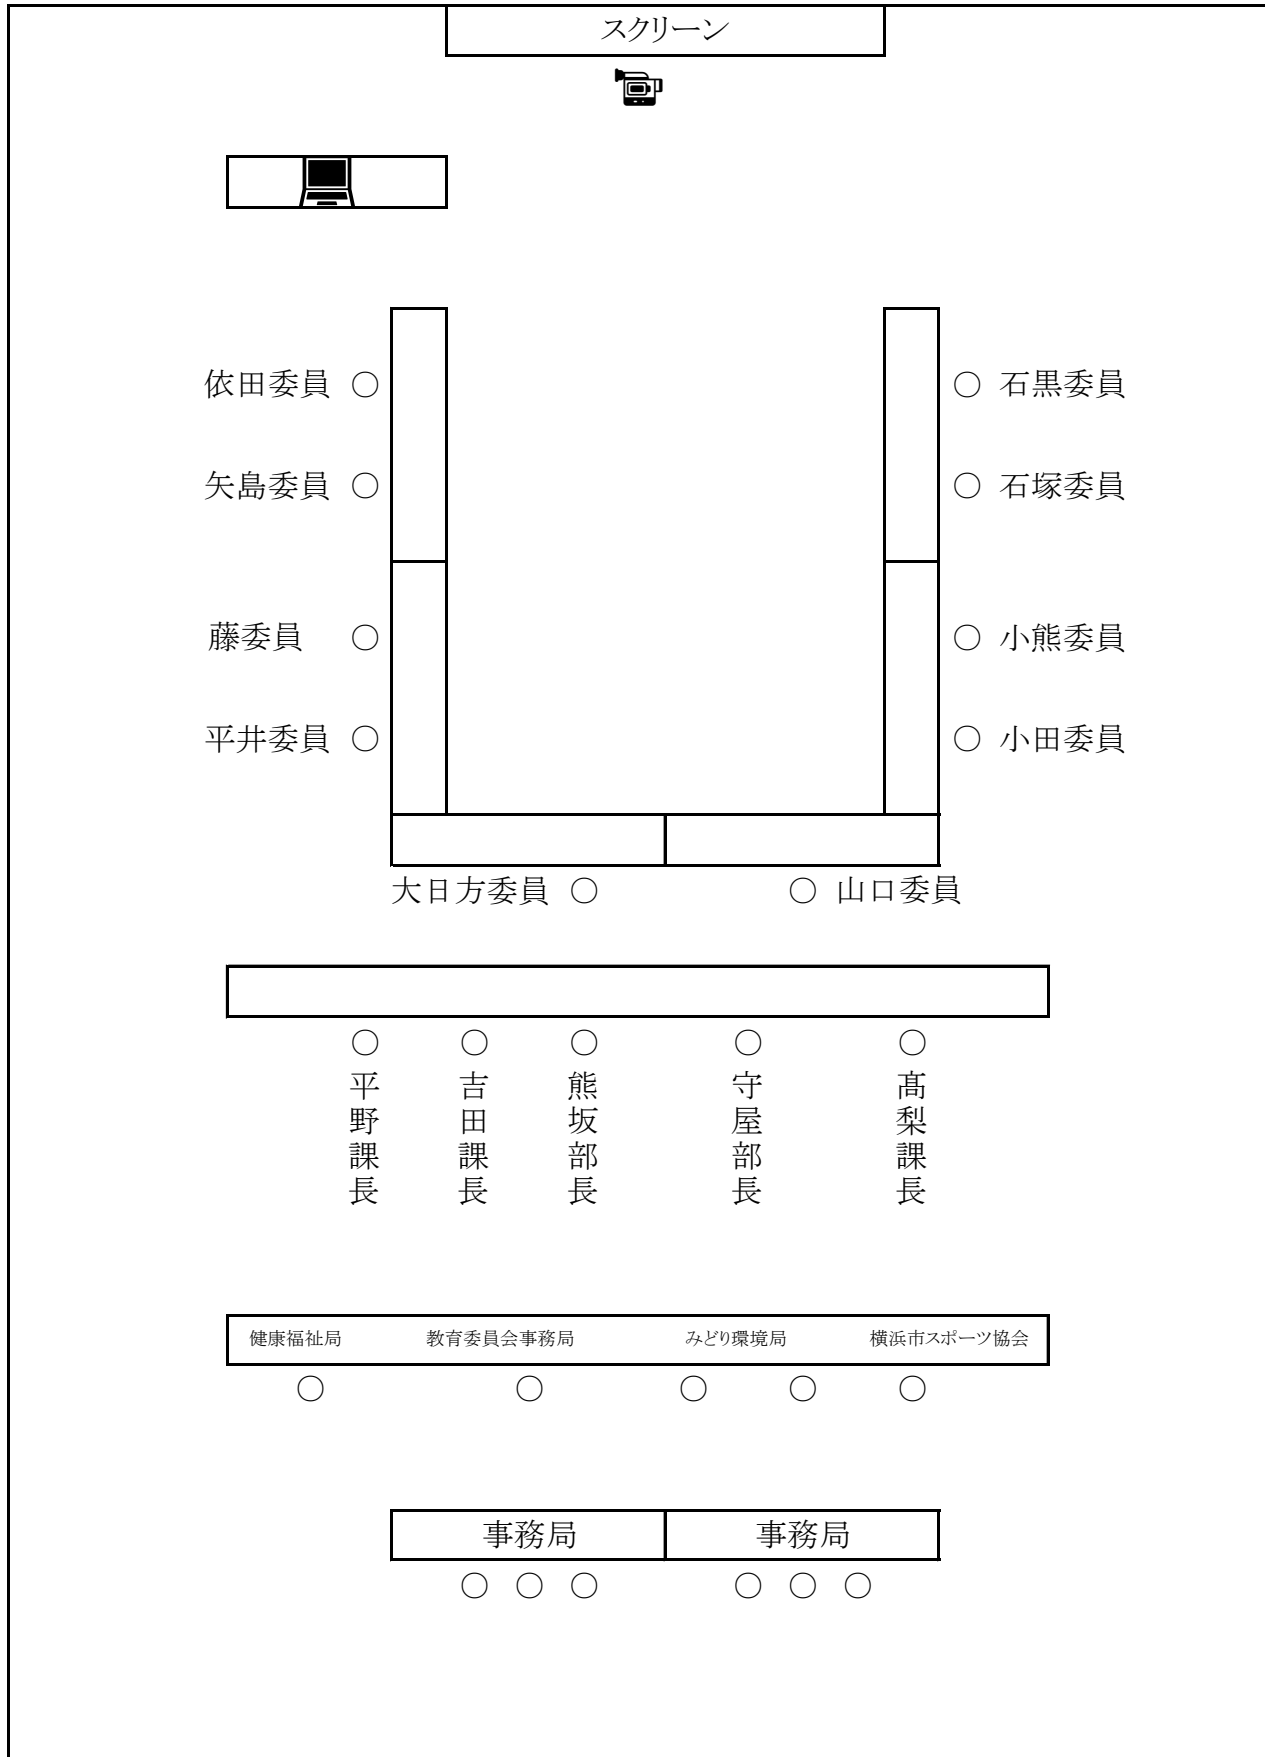 スクリーン
依田委員 ○ ○ 石黒委員
矢島委員 ○ ○ 石塚委員
藤委員 ○ ○ 小熊委員
平井委員 ○ ○ 小田委員
大日方委員 ○ ○ 山口委員
○ ○ ○ ○ ○
平野課長
吉田課長
熊坂部長
守屋部長
髙梨課長
健康福祉局 教育委員会事務局 みどり環境局 横浜市スポーツ協会
○ ○ ○ ○ ○
事務局 事務局
○ ○ ○ ○ ○ ○